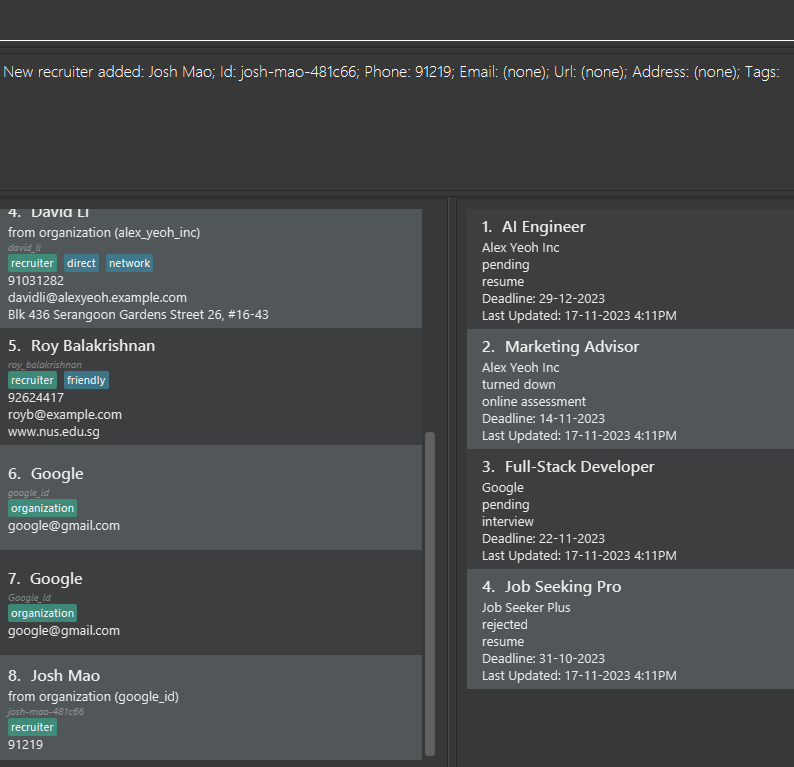 New recruiter added: Josh Mao; Id: josh-mao-481c66; Phone: 91219; Email: (none); Url: (none); Address: (none); Tags:
4. David Li
from organization (alex_yeoh_inc)
david_li
recruiter direct network
91031282
davidli@alexyeoh.example.com
Blk 436 Serangoon Gardens Street 26, #16-43
5. Roy Balakrishnan
roy_balakrishnan
recruiter friendly
92624417
royb@example.com
www.nus.edu.sg
6. Google
google_id
organization
google@gmail.com
7. Google
Google_id
organization
google@gmail.com
8. Josh Mao
from organization (google_id)
josh-mao-481c66
recruiter
91219
1. AI Engineer
Alex Yeoh Inc
pending
resume
Deadline: 29-12-2023
Last Updated: 17-11-2023 4:11PM
2. Marketing Advisor
Alex Yeoh Inc
turned down
online assessment
Deadline: 14-11-2023
Last Updated: 17-11-2023 4:11PM
3. Full-Stack Developer
Google
pending
interview
Deadline: 22-11-2023
Last Updated: 17-11-2023 4:11PM
4. Job Seeking Pro
Job Seeker Plus
rejected
resume
Deadline: 31-10-2023
Last Updated: 17-11-2023 4:11PM